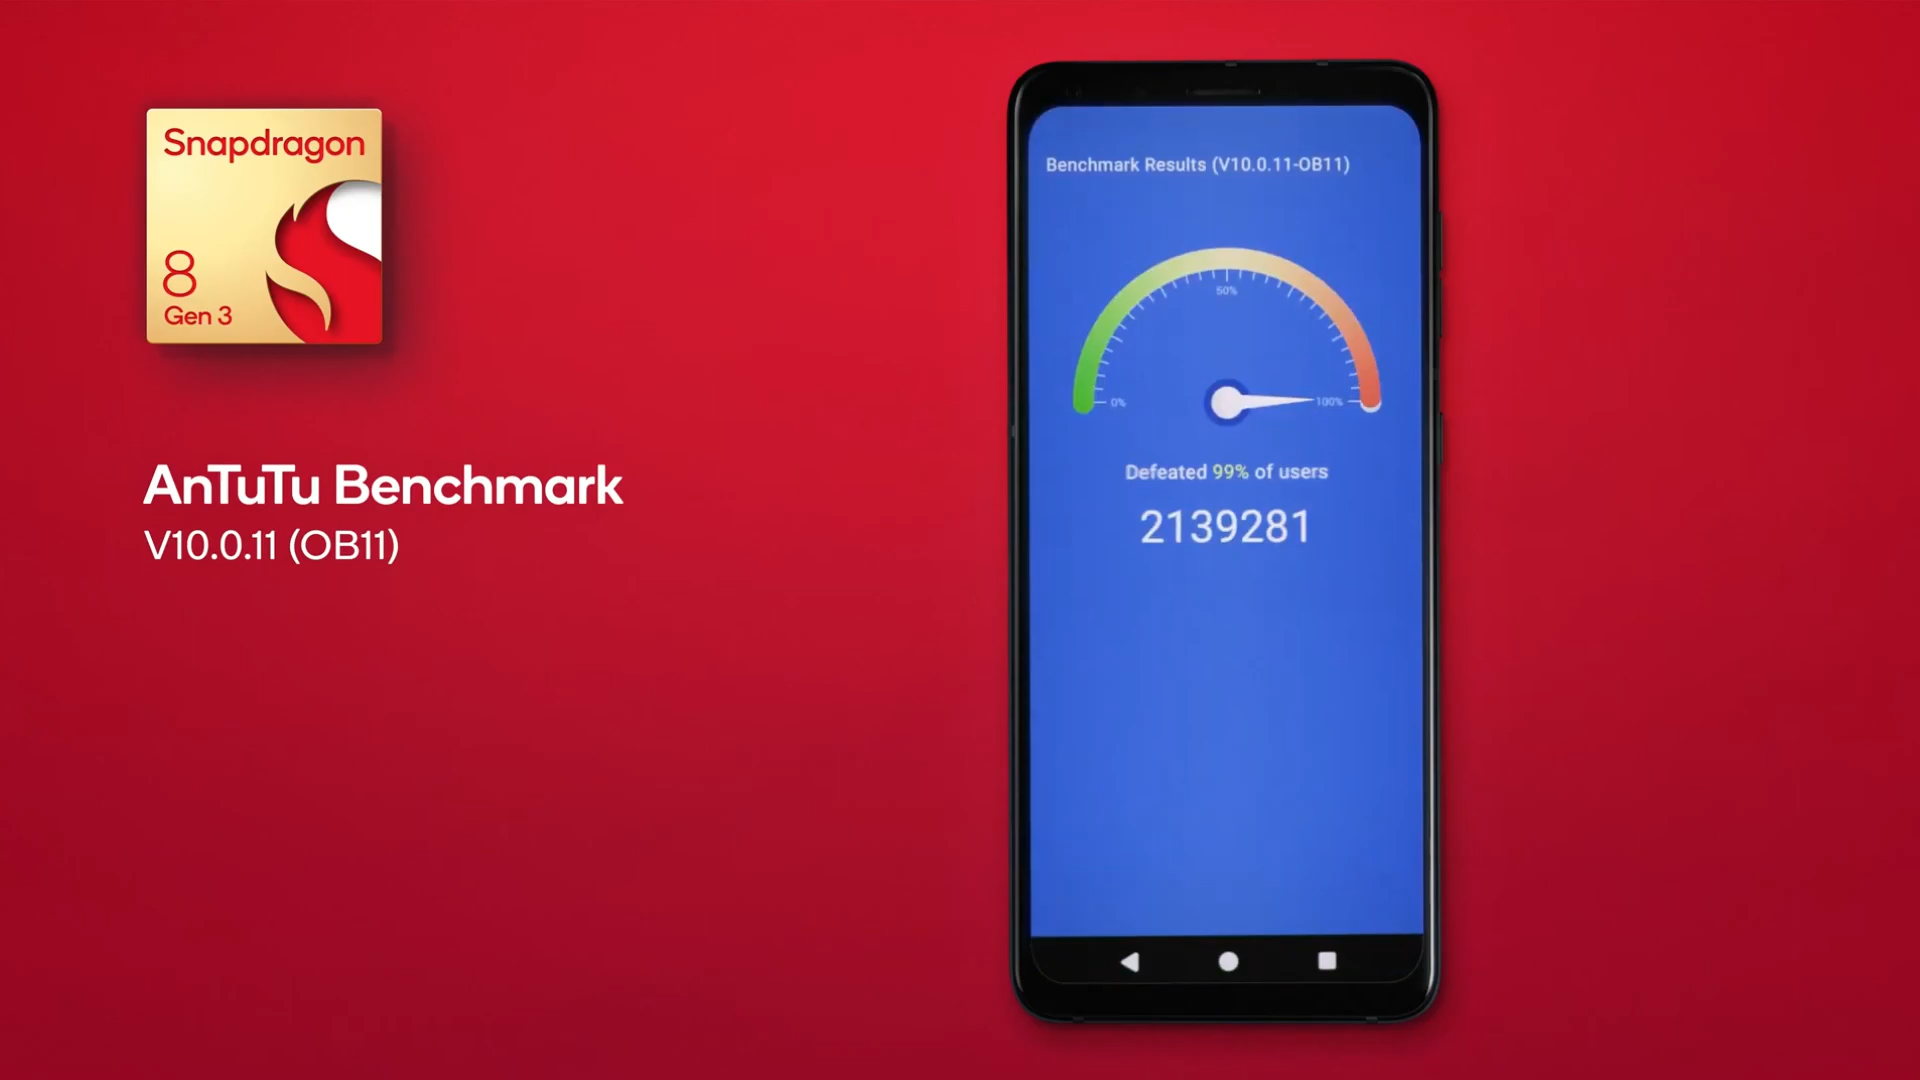 Snapdragon
8
Gen 3
AnTuTu Benchmark
V10.0.11 (OB11)
Benchmark Results (V10.0.11-OB11)
50%
0%
100%
Defeated 99% of users
2139281